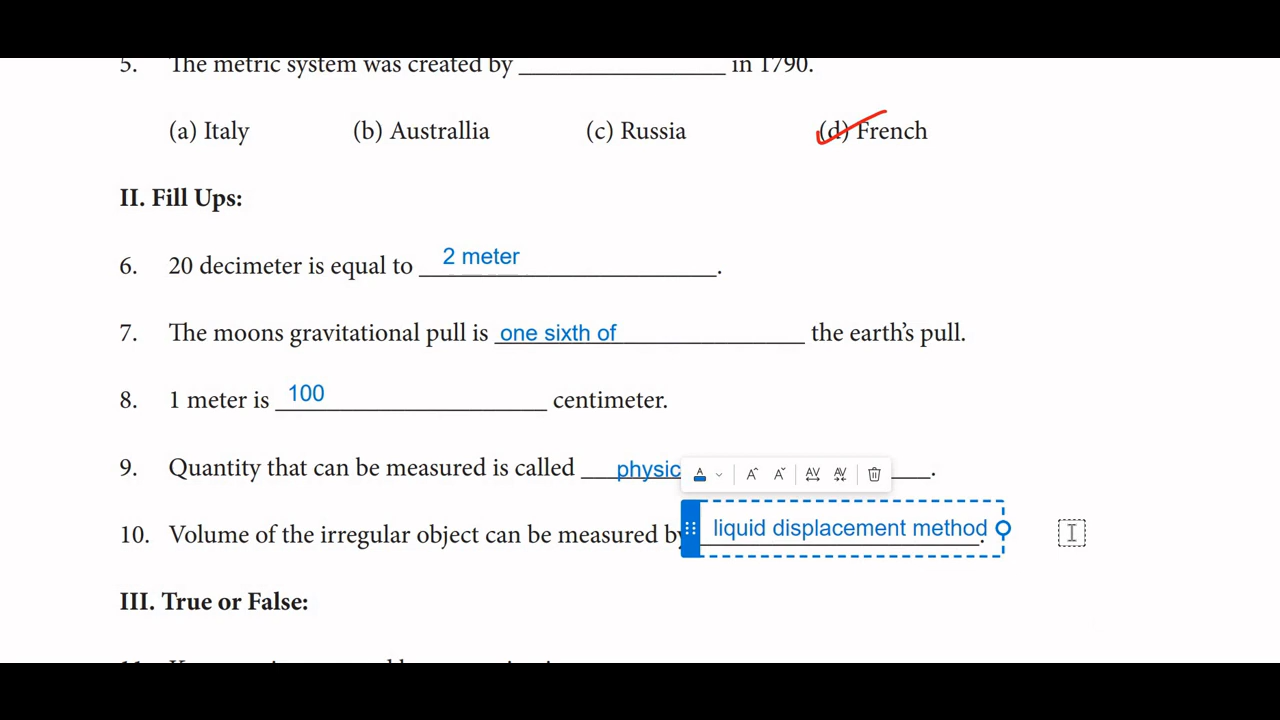 5. The metric system was created by ________________ in 1790.
(a) Italy (b) Australlia (c) Russia (d) French
II. Fill Ups:
6. 20 decimeter is equal to 2 meter.
7. The moons gravitational pull is one sixth of the earth's pull.
8. 1 meter is 100 centimeter.
9. Quantity that can be measured is called physic
10. Volume of the irregular object can be measured by liquid displacement method.
III. True or False: